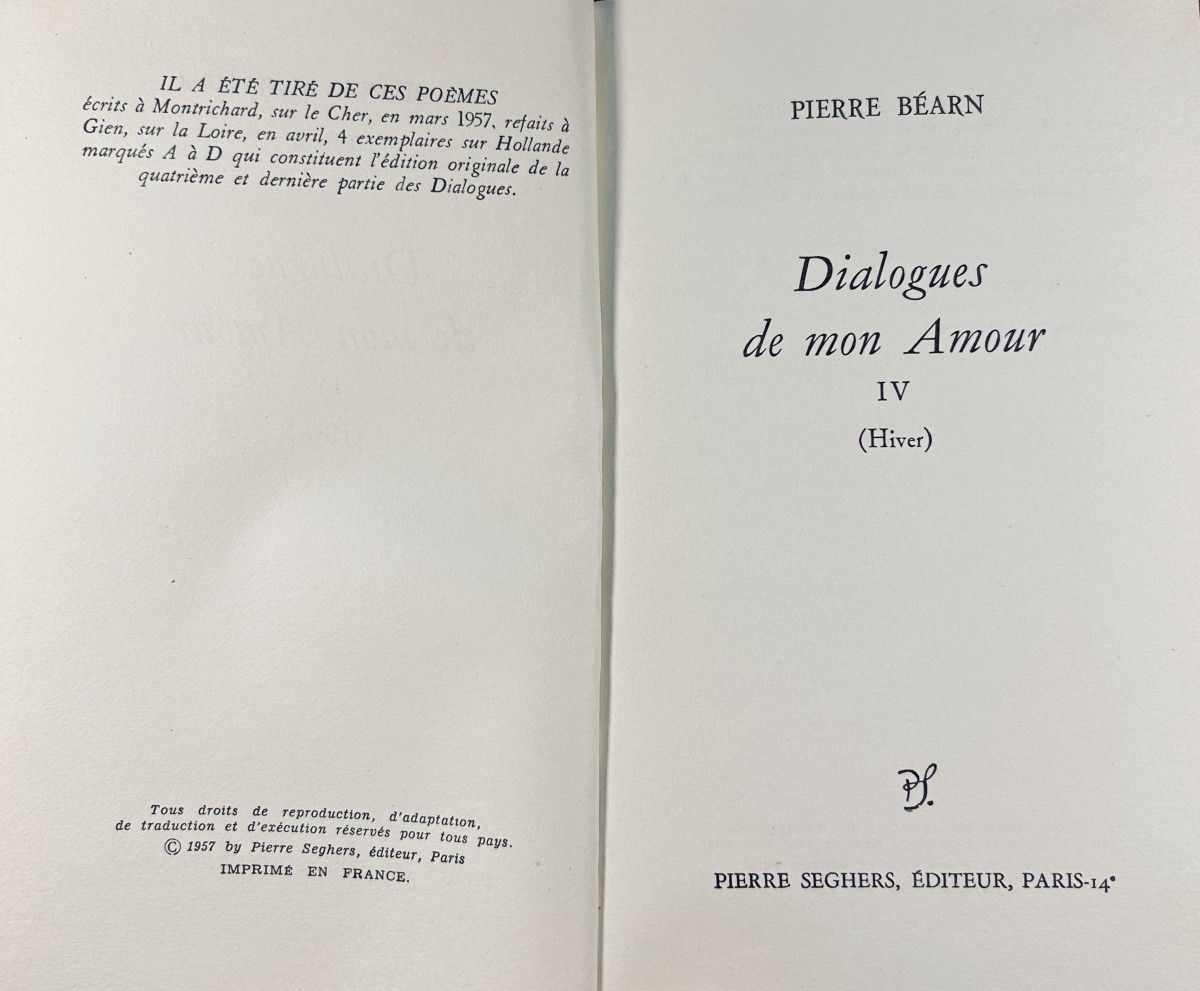 IL A ÉTÉ TIRÉ DE CES POÈMES
écrits à Montrichard, sur le Cher, en mars 1957, refaits à
Gien, sur la Loire, en avril, 4 exemplaires sur Hollande
marqués A à D qui constituent l'édition originale de la
quatrième et dernière partie des Dialogues.
Tous droits de reproduction, d'adaptation,
de traduction et d'exécution réservés pour tous pays.
© 1957 by Pierre Seghers, éditeur, Paris
IMPRIMÉ EN FRANCE.
PIERRE BÉARN
Dialogues
de mon Amour
IV
(Hiver)
PS.
PIERRE SEGHERS, ÉDITEUR, PARIS-14e